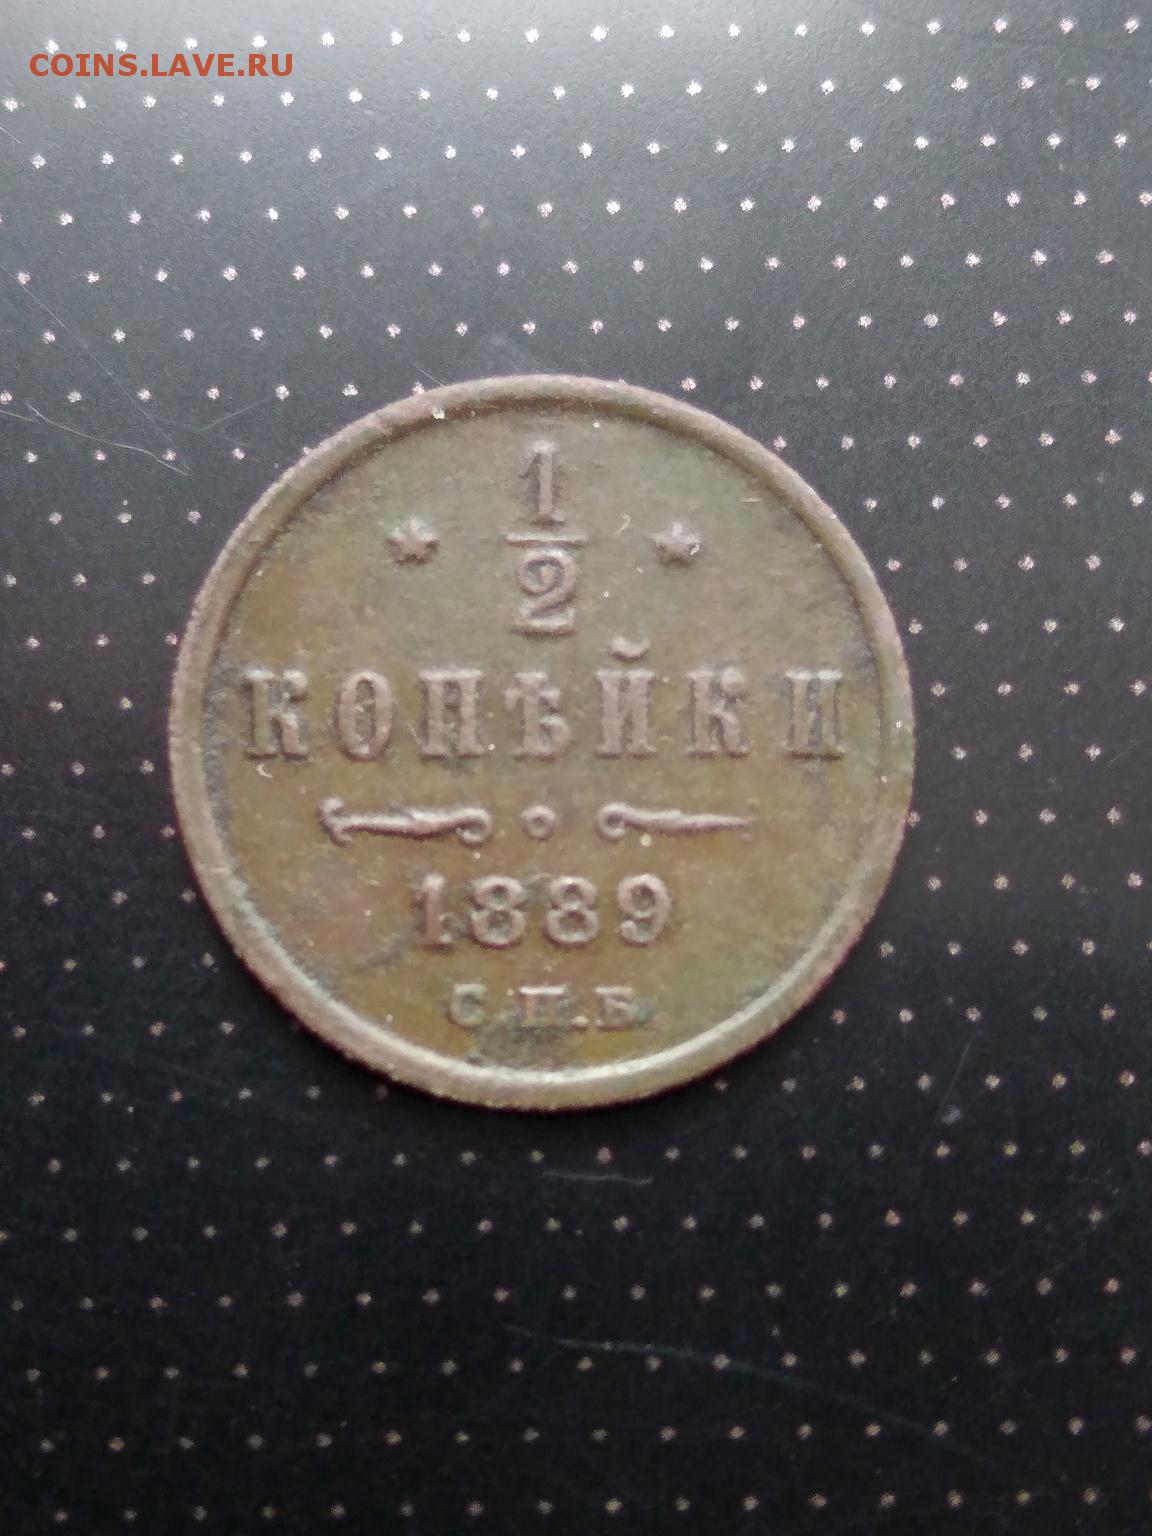 COINS.LAVE.RU
1
2
КОПѢЙКИ
1889
С.П.Б.